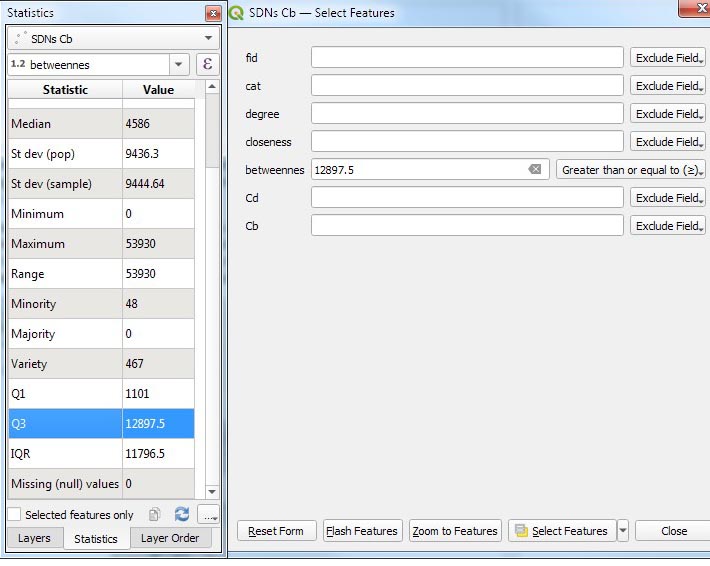 Statistics
SDNs Cb
1.2 betweennes
ε
Statistic Value
Median 4586
St dev (pop) 9436.3
St dev (sample) 9444.64
Minimum 0
Maximum 53930
Range 53930
Minority 48
Majority 0
Variety 467
Q1 1101
Q3 12897.5
IQR 11796.5
Missing (null) values 0
Selected features only
...
Layers Statistics Layer Order
SDNs Cb — Select Features
fid Exclude Field
cat Exclude Field
degree Exclude Field
closeness Exclude Field
betweennes 12897.5 Greater than or equal to (≥)
Cd Exclude Field
Cb Exclude Field
Reset Form Flash Features Zoom to Features Select Features Close